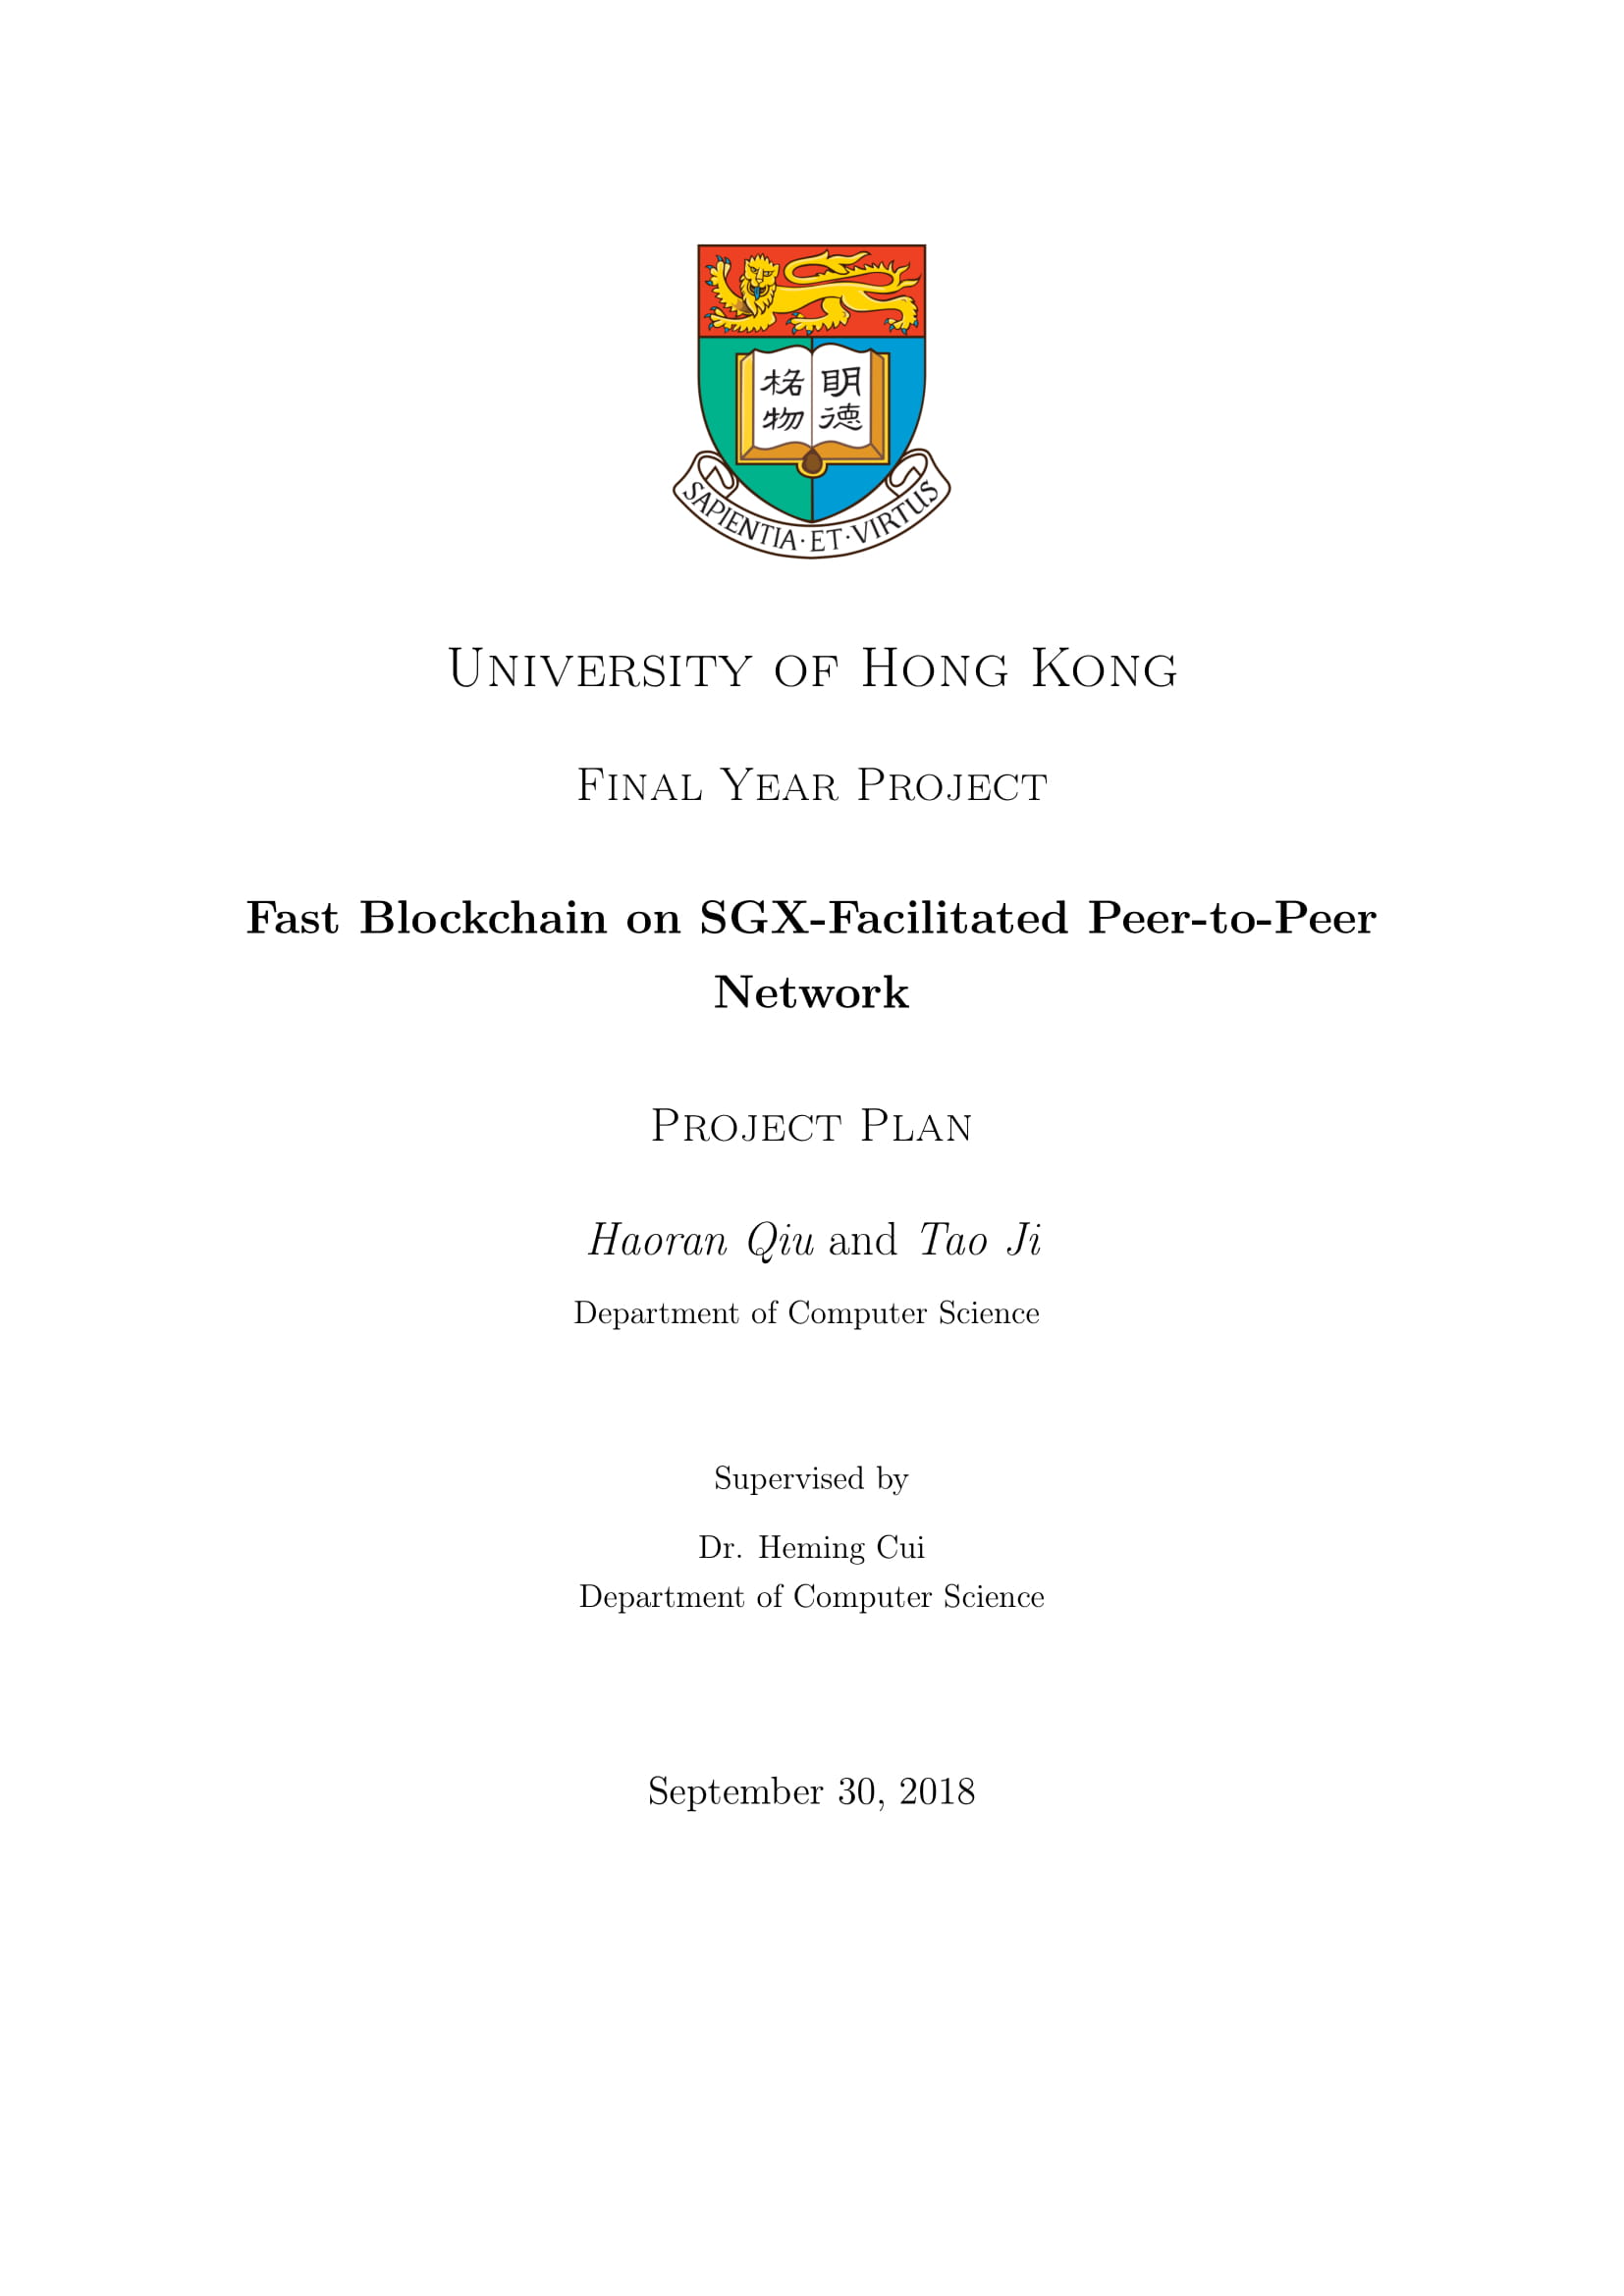 明德
格物
SAPIENTIA·ET·VIRTUS
University of Hong Kong
Final Year Project
Fast Blockchain on SGX-Facilitated Peer-to-Peer
Network
Project Plan
Haoran Qiu and Tao Ji
Department of Computer Science
Supervised by
Dr. Heming Cui
Department of Computer Science
September 30, 2018